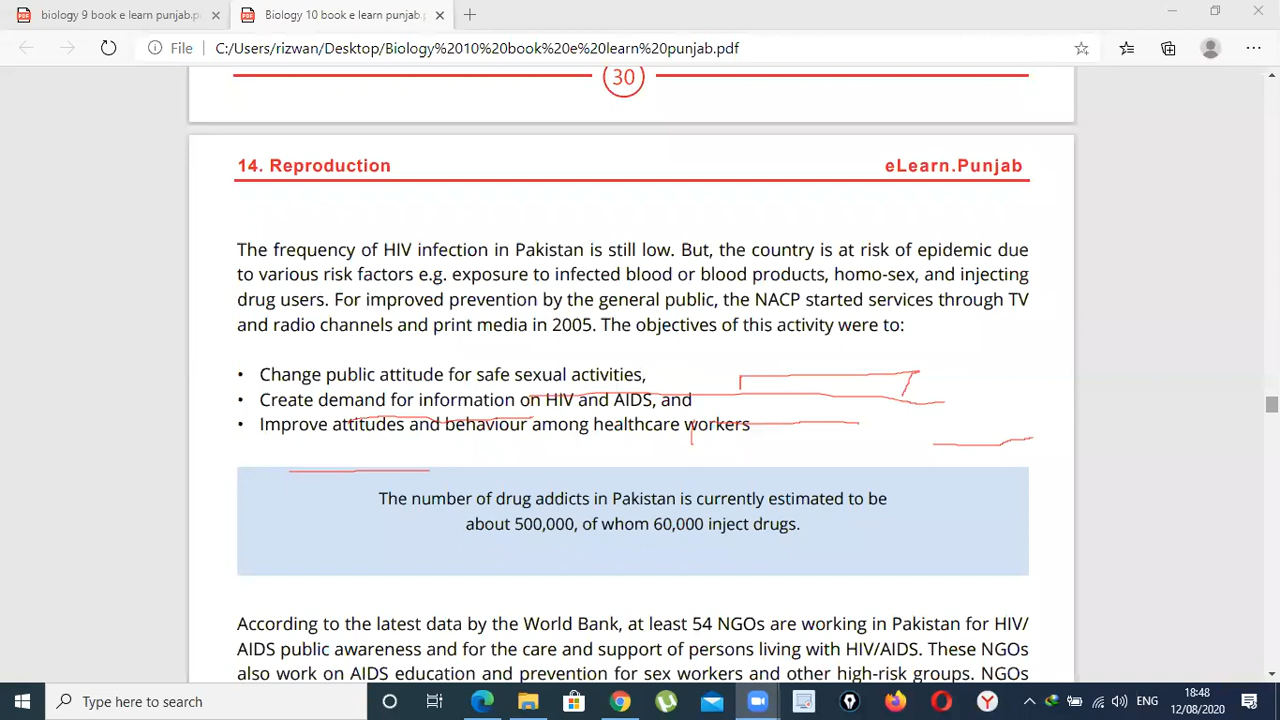 biology 9 book e learn punjab.p
Biology 10 book e learn punjab.p
File
C:/Users/rizwan/Desktop/Biology%2010%20book%20e%20learn%20punjab.pdf
30
14. Reproduction
eLearn.Punjab
The frequency of HIV infection in Pakistan is still low. But, the country is at risk of epidemic due
to various risk factors e.g. exposure to infected blood or blood products, homo-sex, and injecting
drug users. For improved prevention by the general public, the NACP started services through TV
and radio channels and print media in 2005. The objectives of this activity were to:
• Change public attitude for safe sexual activities,
• Create demand for information on HIV and AIDS, and
• Improve attitudes and behaviour among healthcare workers
The number of drug addicts in Pakistan is currently estimated to be
about 500,000, of whom 60,000 inject drugs.
According to the latest data by the World Bank, at least 54 NGOs are working in Pakistan for HIV/
AIDS public awareness and for the care and support of persons living with HIV/AIDS. These NGOs
also work on AIDS education and prevention for sex workers and other high-risk groups. NGOs
Type here to search
ENG
18:48
12/08/2020